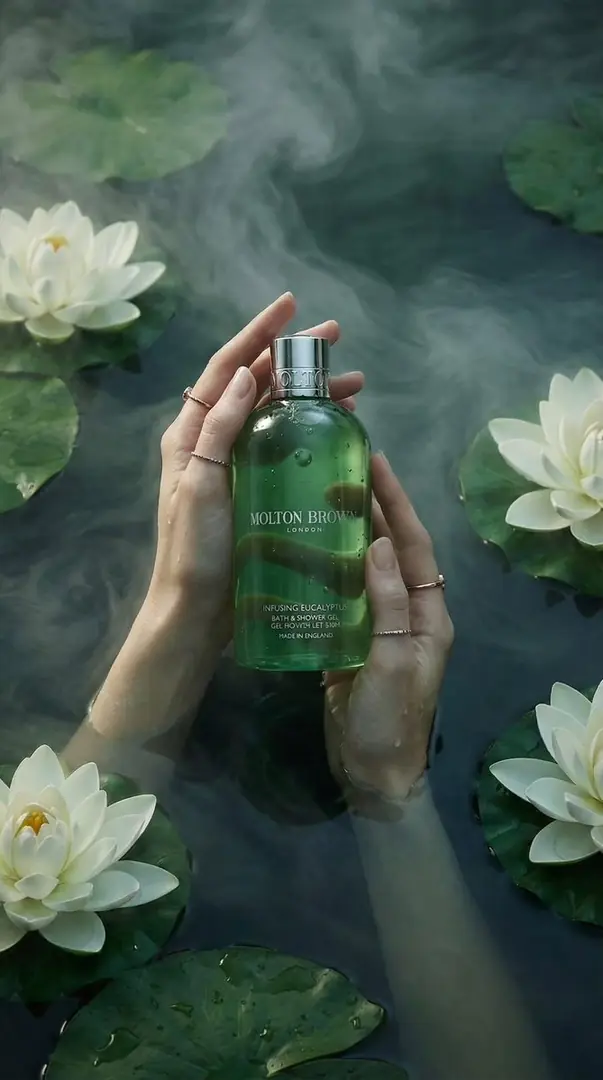 MOLTON BROWN
LONDON
INFUSING EUCALYPTUS
BATH & SHOWER GEL
MADE IN ENGLAND